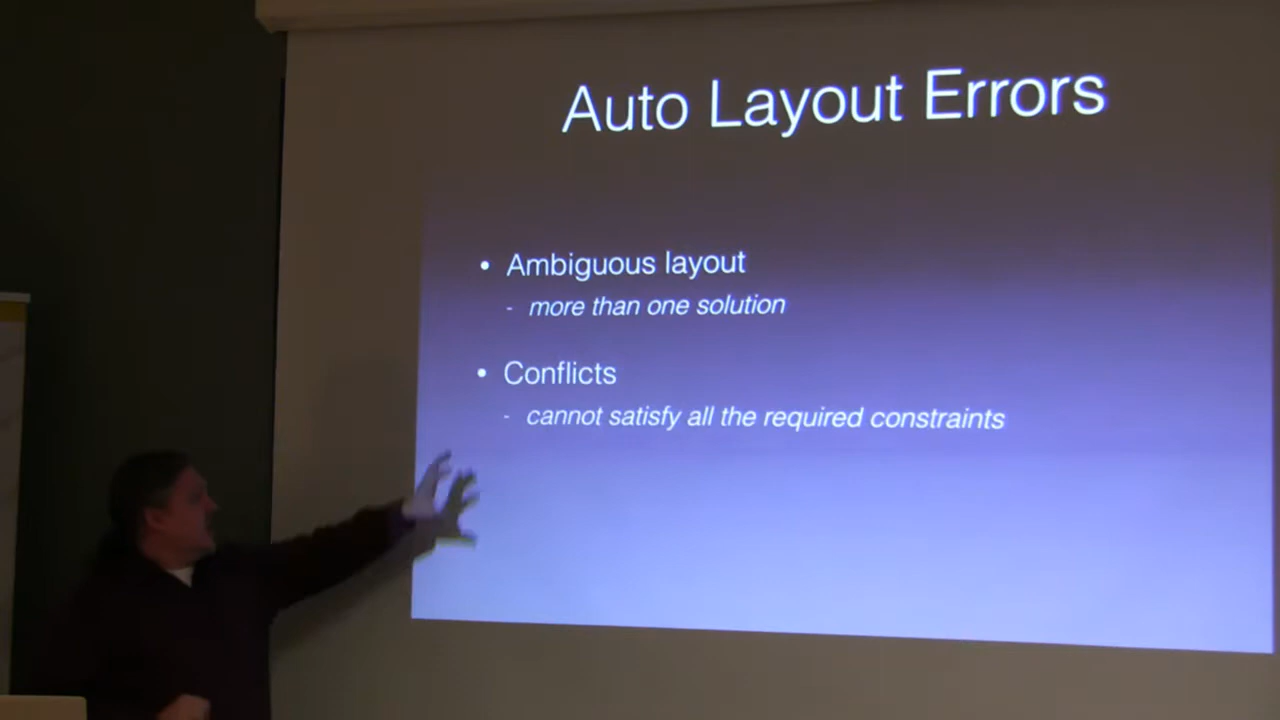 Auto Layout Errors
• Ambiguous layout
- more than one solution
• Conflicts
- cannot satisfy all the required constraints